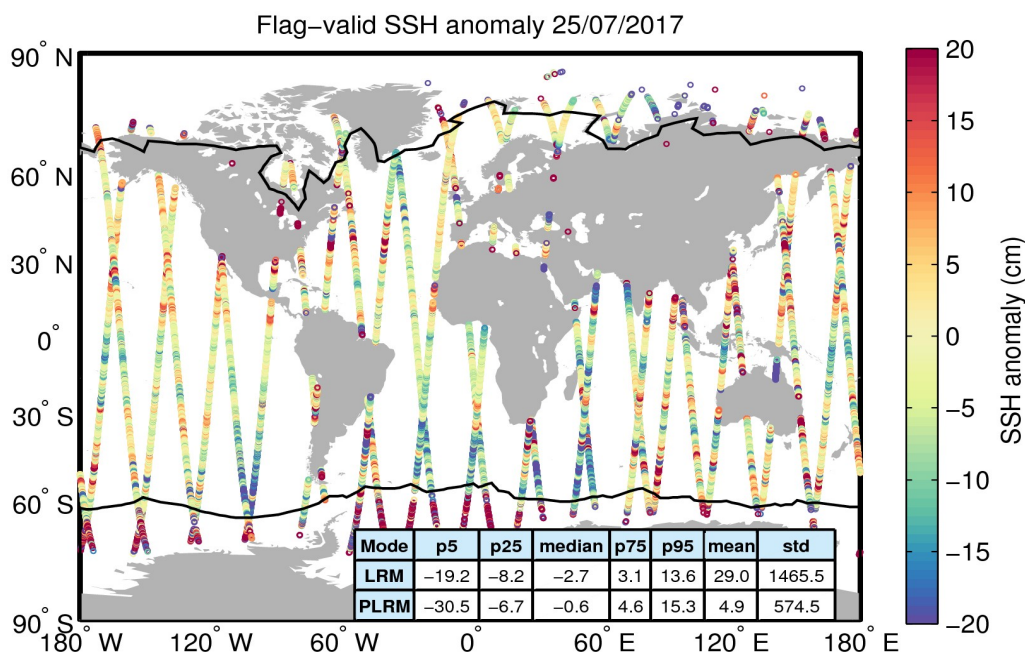 Flag−valid SSH anomaly 25/07/2017
90° N
60° N
30° N
0°
30° S
60° S
90° S
180° W
120° W
60° W
0°
60° E
120° E
180° E
Mode p5 p25 median p75 p95 mean std
LRM −19.2 −8.2 −2.7 3.1 13.6 29.0 1465.5
PLRM −30.5 −6.7 −0.6 4.6 15.3 4.9 574.5
20
15
10
5
0
−5
−10
−15
−20
SSH anomaly (cm)